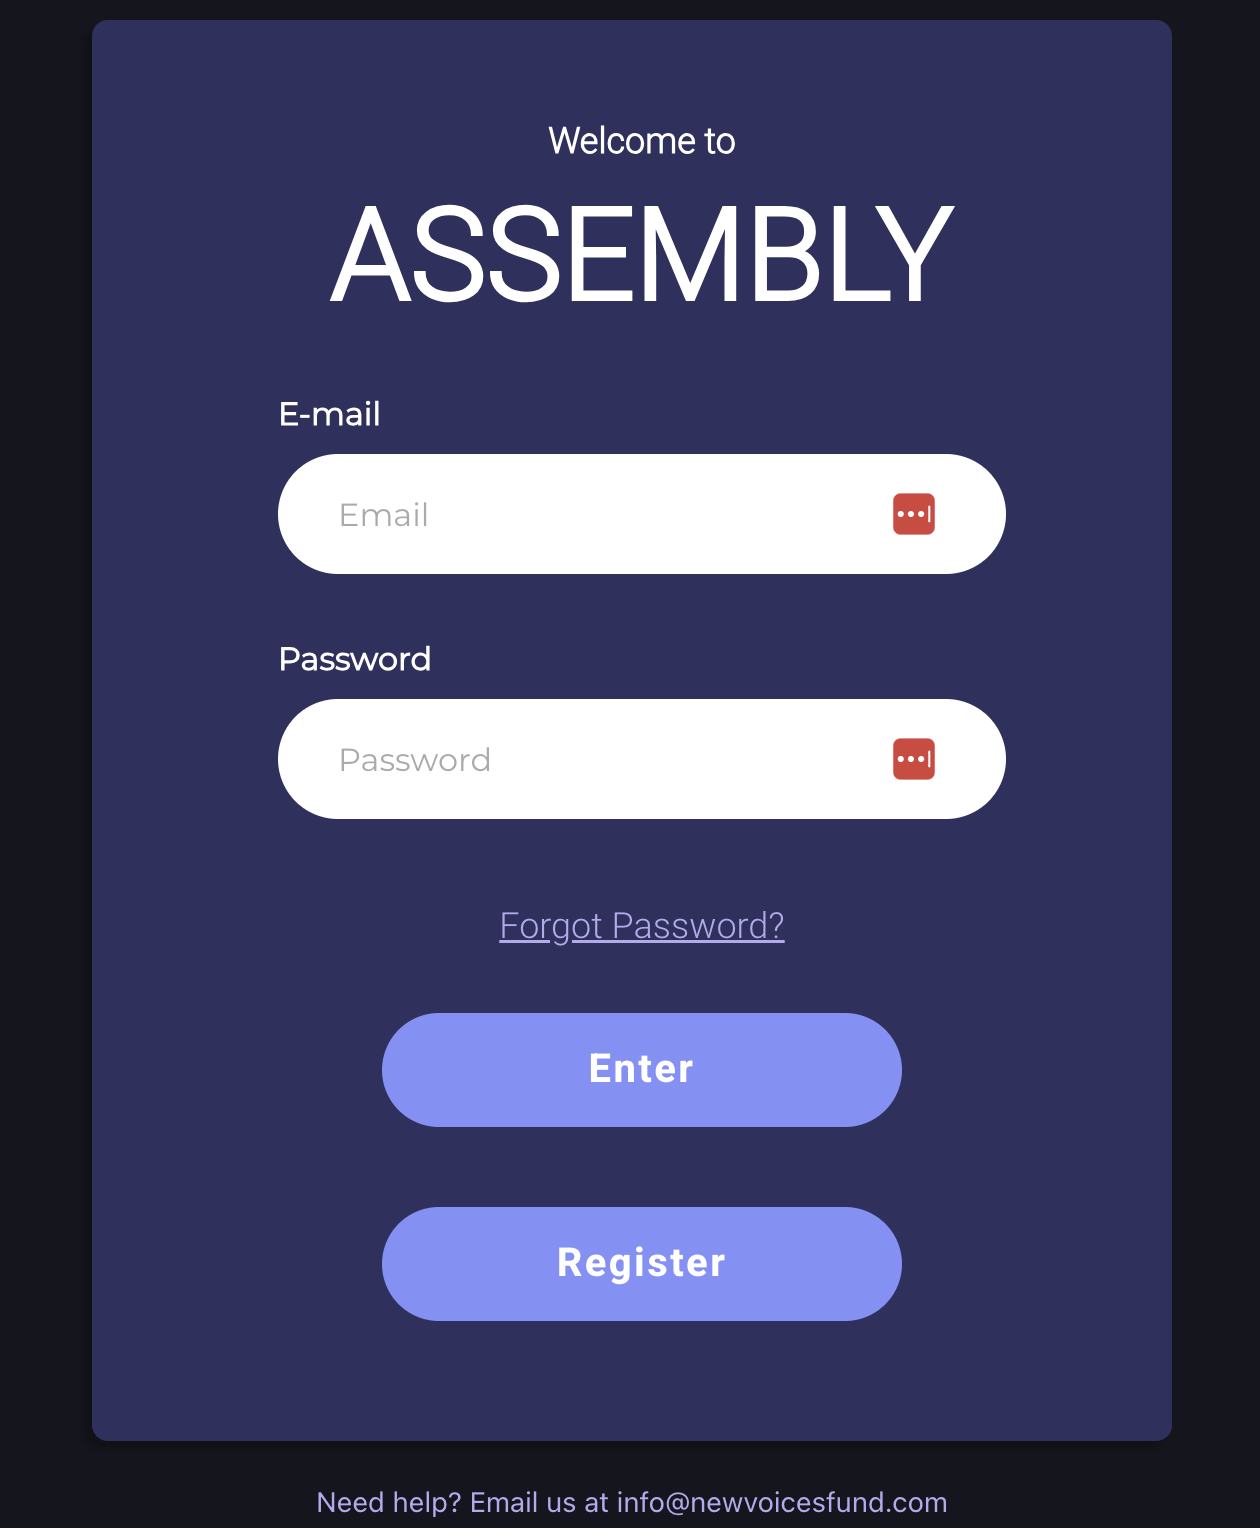 Welcome to
ASSEMBLY
E-mail
Email
Password
Password
Forgot Password?
Enter
Register
Need help? Email us at info@newvoicesfund.com